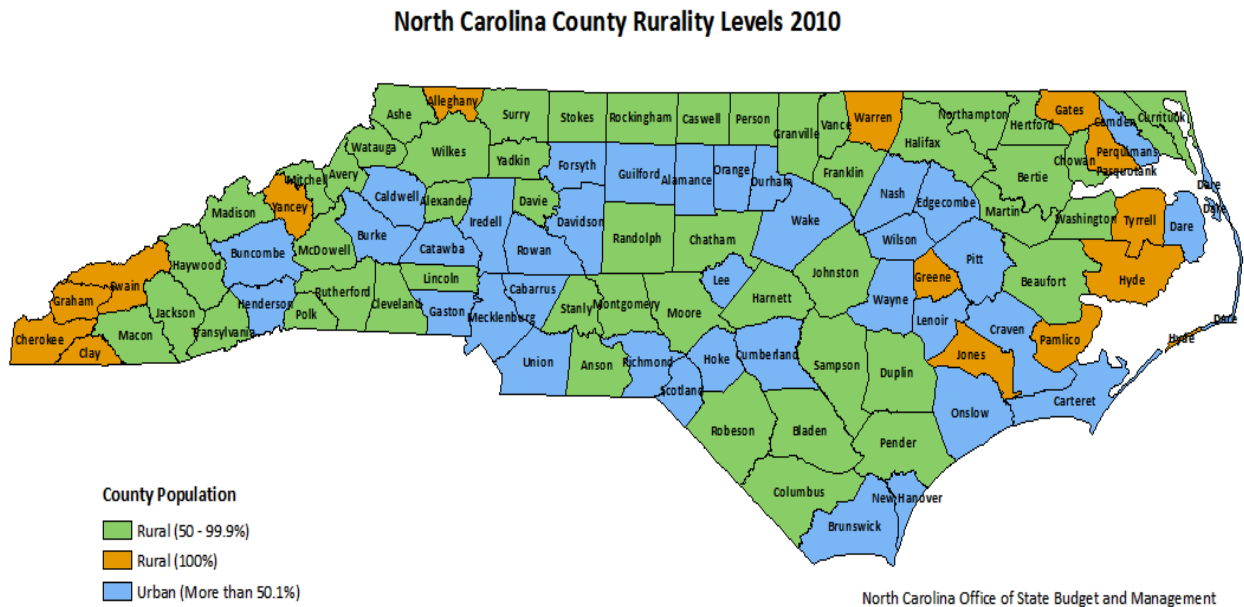 North Carolina County Rurality Levels 2010
Alleghany
Ashe
Surry
Stokes
Rockingham
Caswell
Person
Granville
Vance
Warren
Northampton
Gates
Camden
Currituck
Hertford
Halifax
Watauga
Wilkes
Yadkin
Forsyth
Guilford
Alamance
Orange
Durham
Franklin
Nash
Edgecombe
Bertie
Chowan
Perquimans
Pasquotank
Mitchell
Avery
Yancey
Caldwell
Alexander
Iredell
Davie
Davidson
Wake
Martin
Washington
Tyrrell
Dare
Dare
Dare
Madison
Burke
Catawba
Rowan
Randolph
Chatham
Wilson
Pitt
Buncombe
McDowell
Haywood
Lincoln
Lee
Johnston
Greene
Beaufort
Hyde
Swain
Graham
Jackson
Henderson
Rutherford
Cleveland
Gaston
Cabarrus
Mecklenburg
Stanly
Montgomery
Moore
Harnett
Wayne
Lenoir
Craven
Cherokee
Clay
Macon
Transylvania
Polk
Union
Anson
Richmond
Hoke
Cumberland
Sampson
Duplin
Jones
Pamlico
Dare
Hyde
Scotland
Onslow
Carteret
Robeson
Bladen
Pender
Columbus
New Hanover
Brunswick
County Population
Rural (50 - 99.9%)
Rural (100%)
Urban (More than 50.1%)
North Carolina Office of State Budget and Management